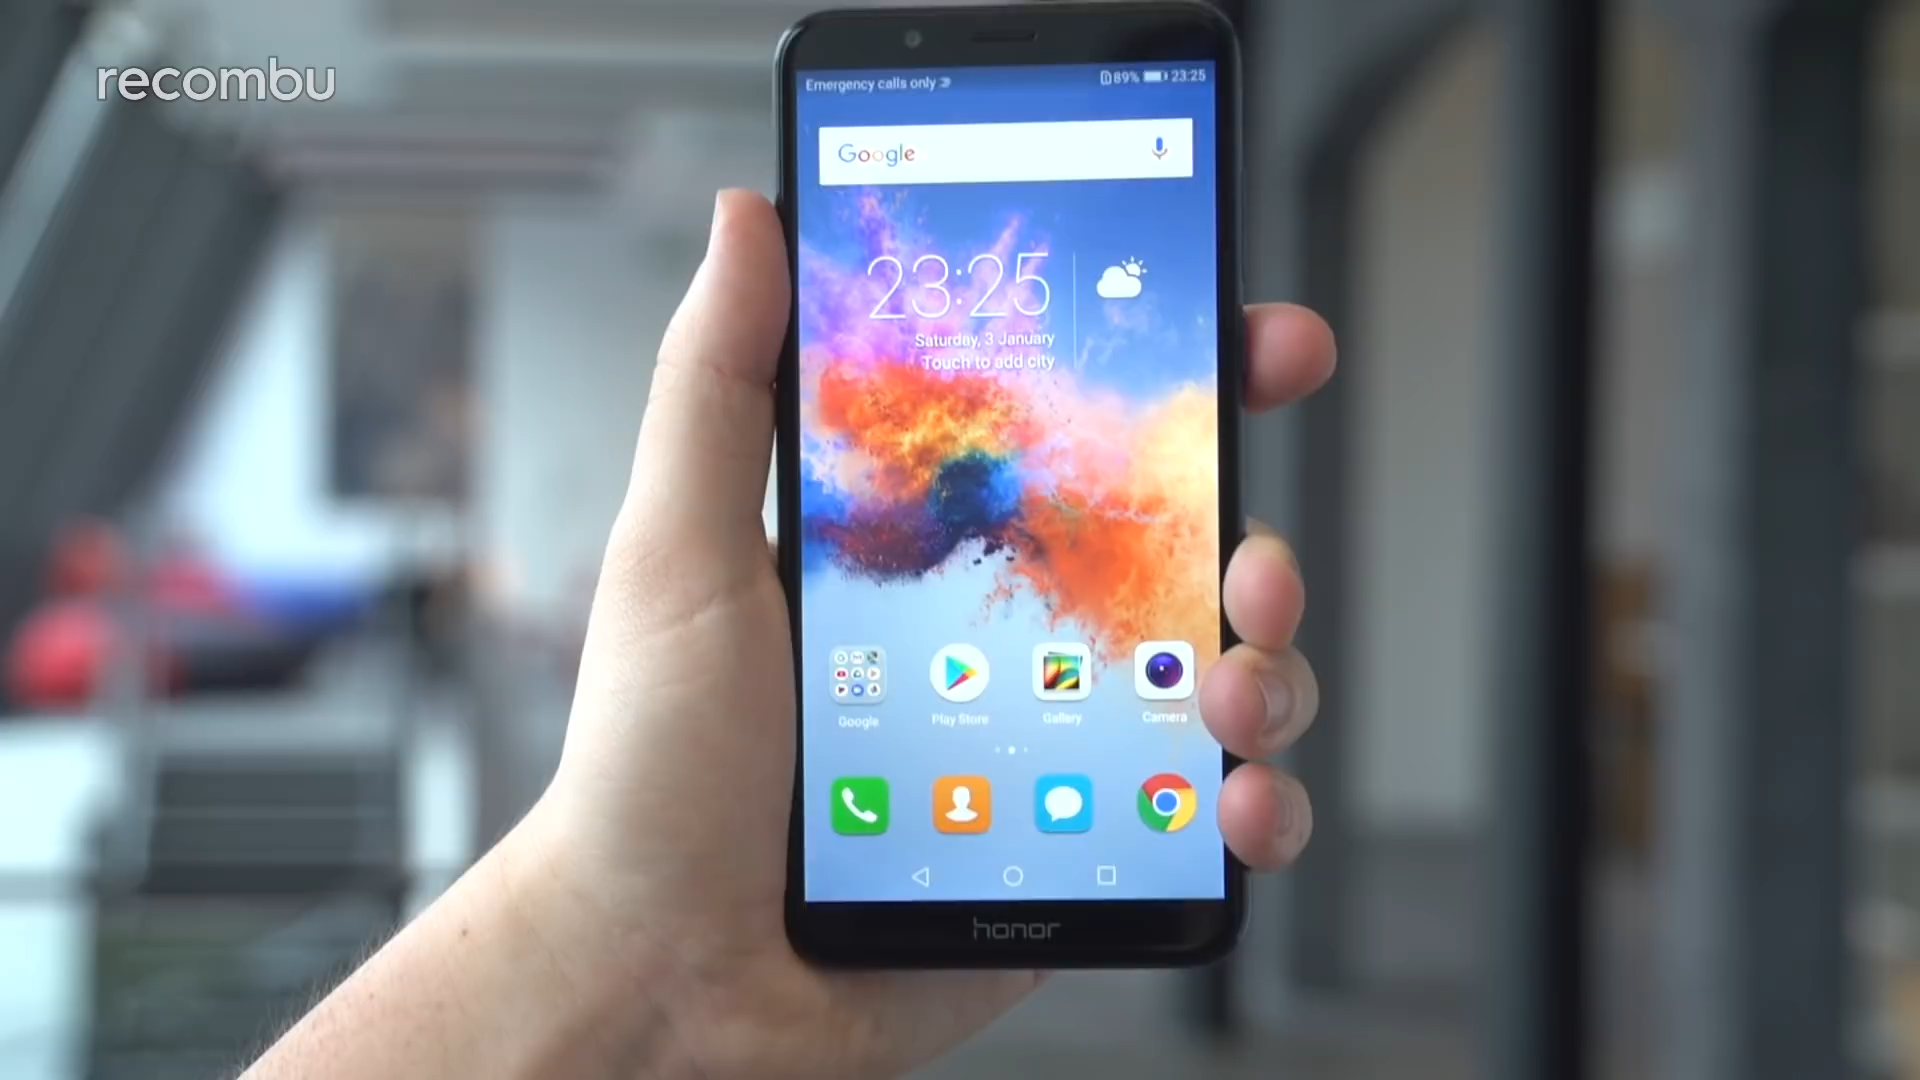 recombu
Emergency calls only
89% 23:25
Google
23:25
Saturday, 3 January
Touch to add city
Google
Play Store
Gallery
Camera
honor